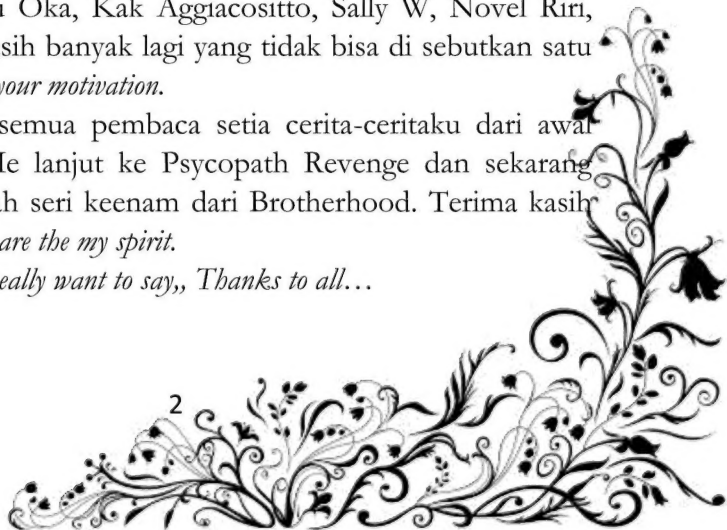 Oka, Kak Aggiacositto, Sally W, Novel Riri,
sih banyak lagi yang tidak bisa di sebutkan satu
your motivation.
semua pembaca setia cerita-ceritaku dari awal
lanjut ke Psycopath Revenge dan sekarang
ah seri keenam dari Brotherhood. Terima kasih
are the my spirit.
eally want to say,, Thanks to all…
2